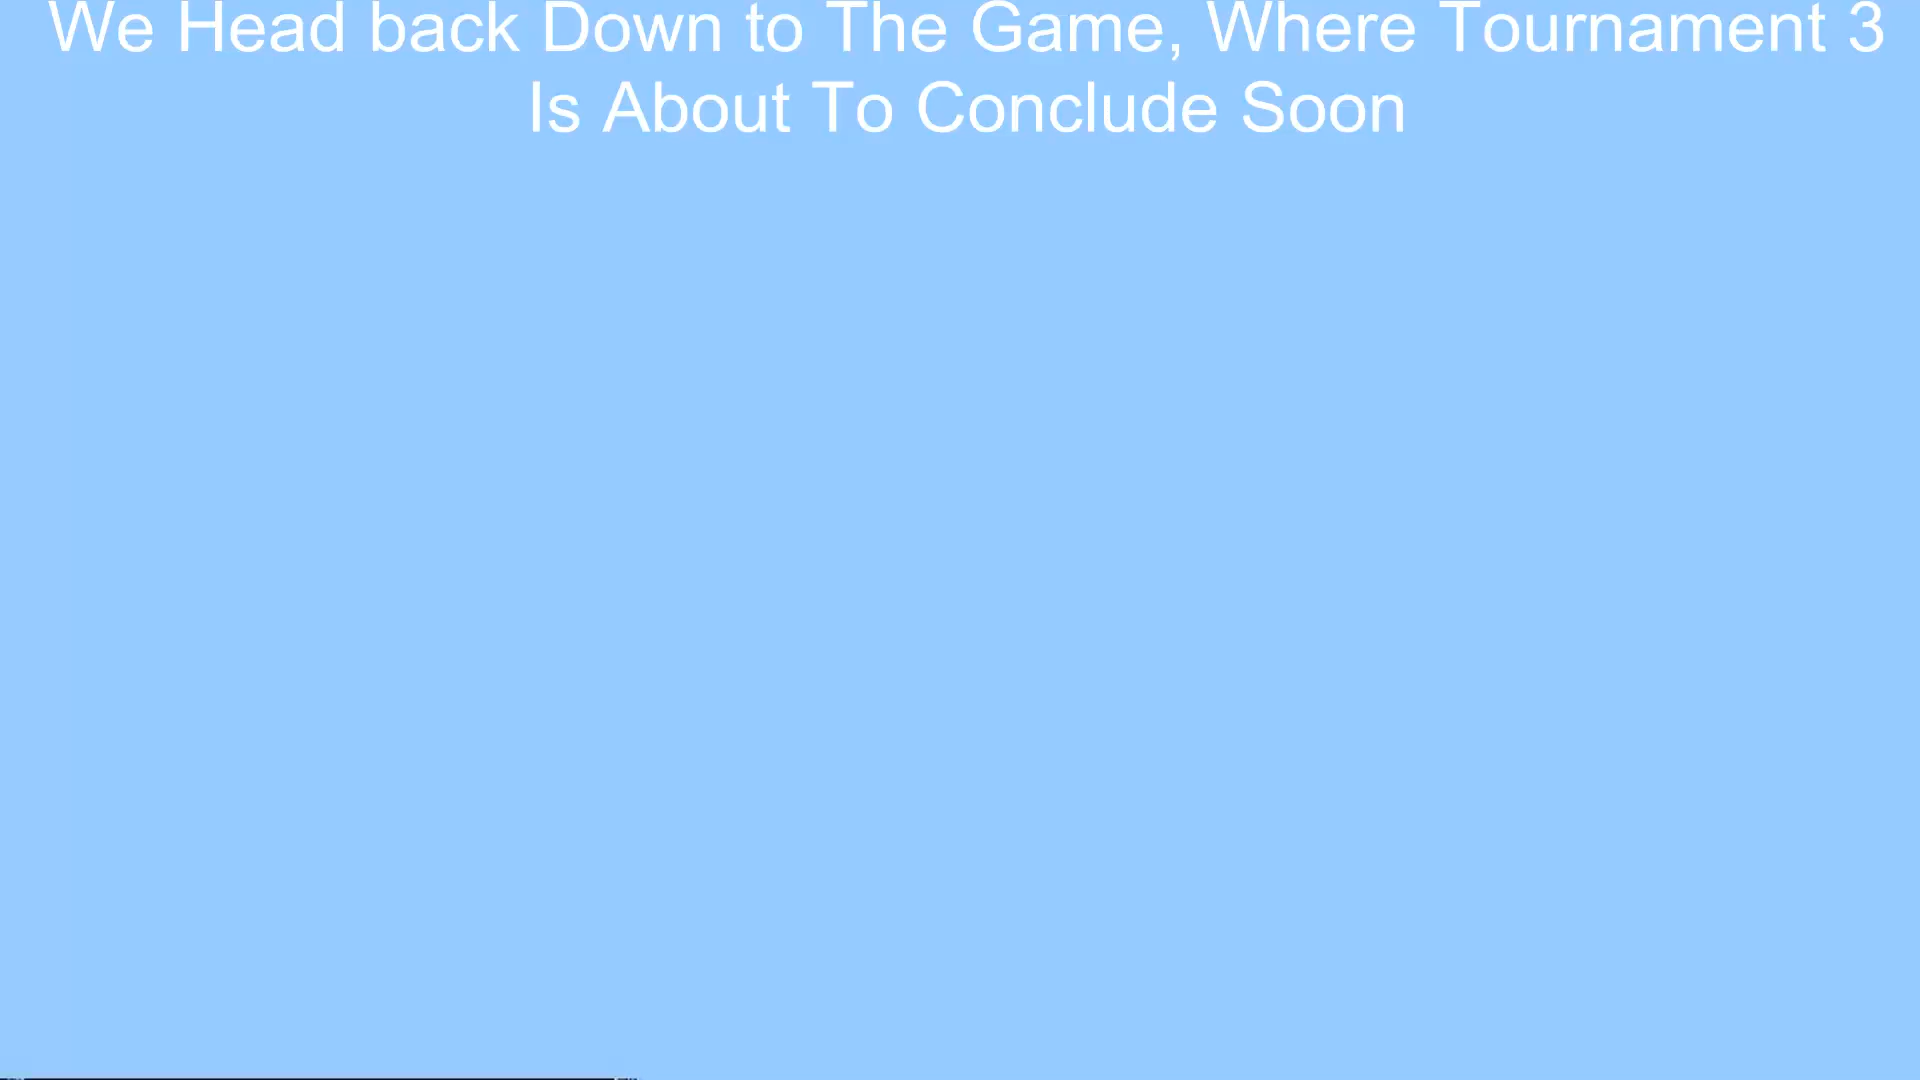 We Head back Down to The Game, Where Tournament 3
Is About To Conclude Soon